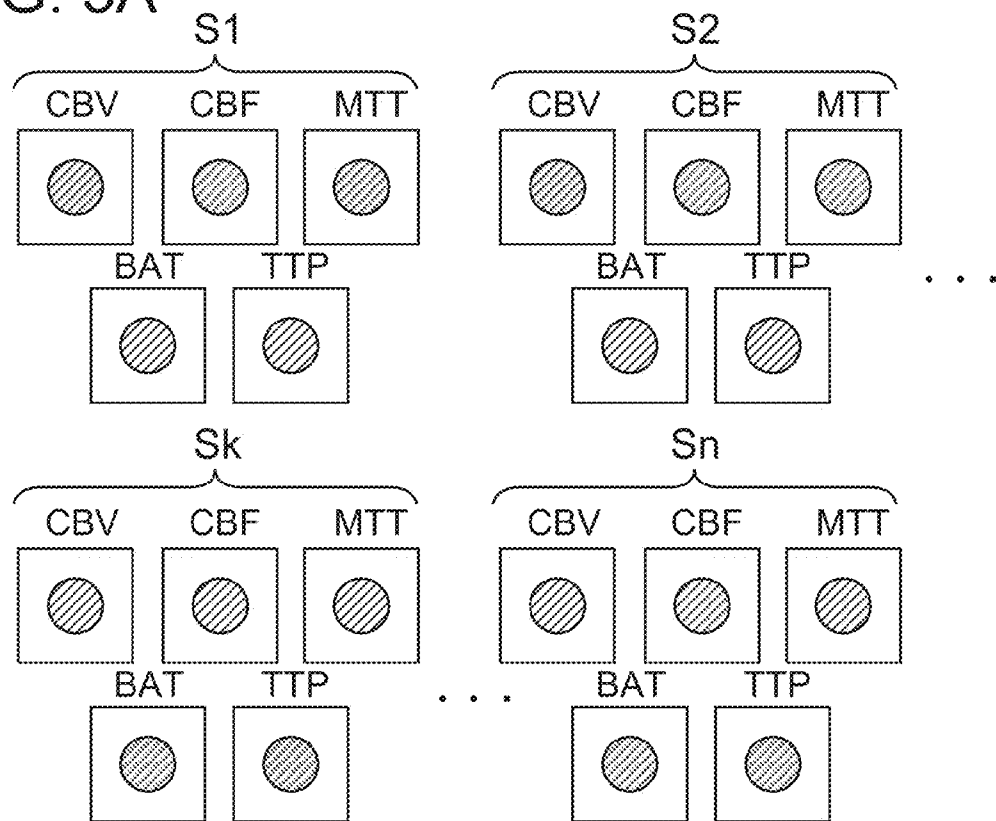 S1 S2
CBV CBF MTT CBV CBF MTT
BAT TTP BAT TTP . . .
Sk Sn
CBV CBF MTT CBV CBF MTT
BAT TTP . . . BAT TTP